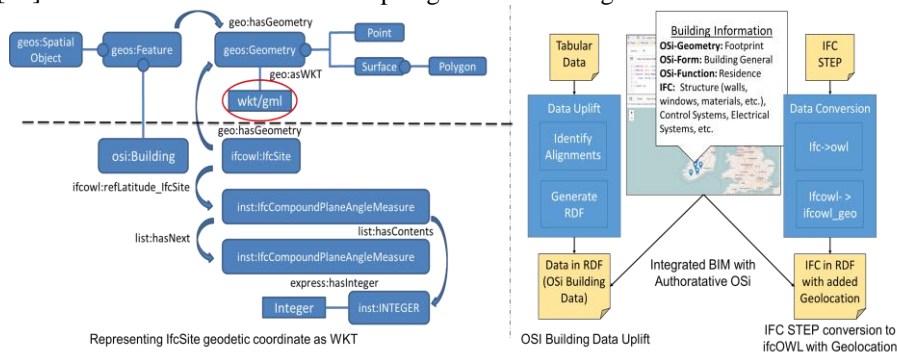 geo:hasGeometry
geos:Spatial
Object
geos:Feature
geos:Geometry
Point
geo:asWKT
Surface
Polygon
wkt/gml
geo:hasGeometry
osi:Building
ifcowl:IfcSite
ifcowl:refLatitude_IfcSite
inst:IfcCompoundPlaneAngleMeasure
list:hasNext
list:hasContents
inst:IfcCompoundPlaneAngleMeasure
express:hasInteger
Integer
inst:INTEGER
Representing IfcSite geodetic coordinate as WKT
Tabular
Data
Data Uplift
Identify
Alignments
Generate
RDF
Data in RDF
(OSi Building
Data)
OSI Building Data Uplift
Building Information
OSi-Geometry: Footprint
OSi-Form: Building General
OSi-Function: Residence
IFC: Structure (walls,
windows, materials, etc.),
Control Systems, Electrical
Systems, etc.
Integrated BIM with
Authoratative OSi
IFC
STEP
Data Conversion
Ifc->owl
Ifcowl->
ifcowl_geo
IFC in RDF
with added
Geolocation
IFC STEP conversion to
ifcOWL with Geolocation